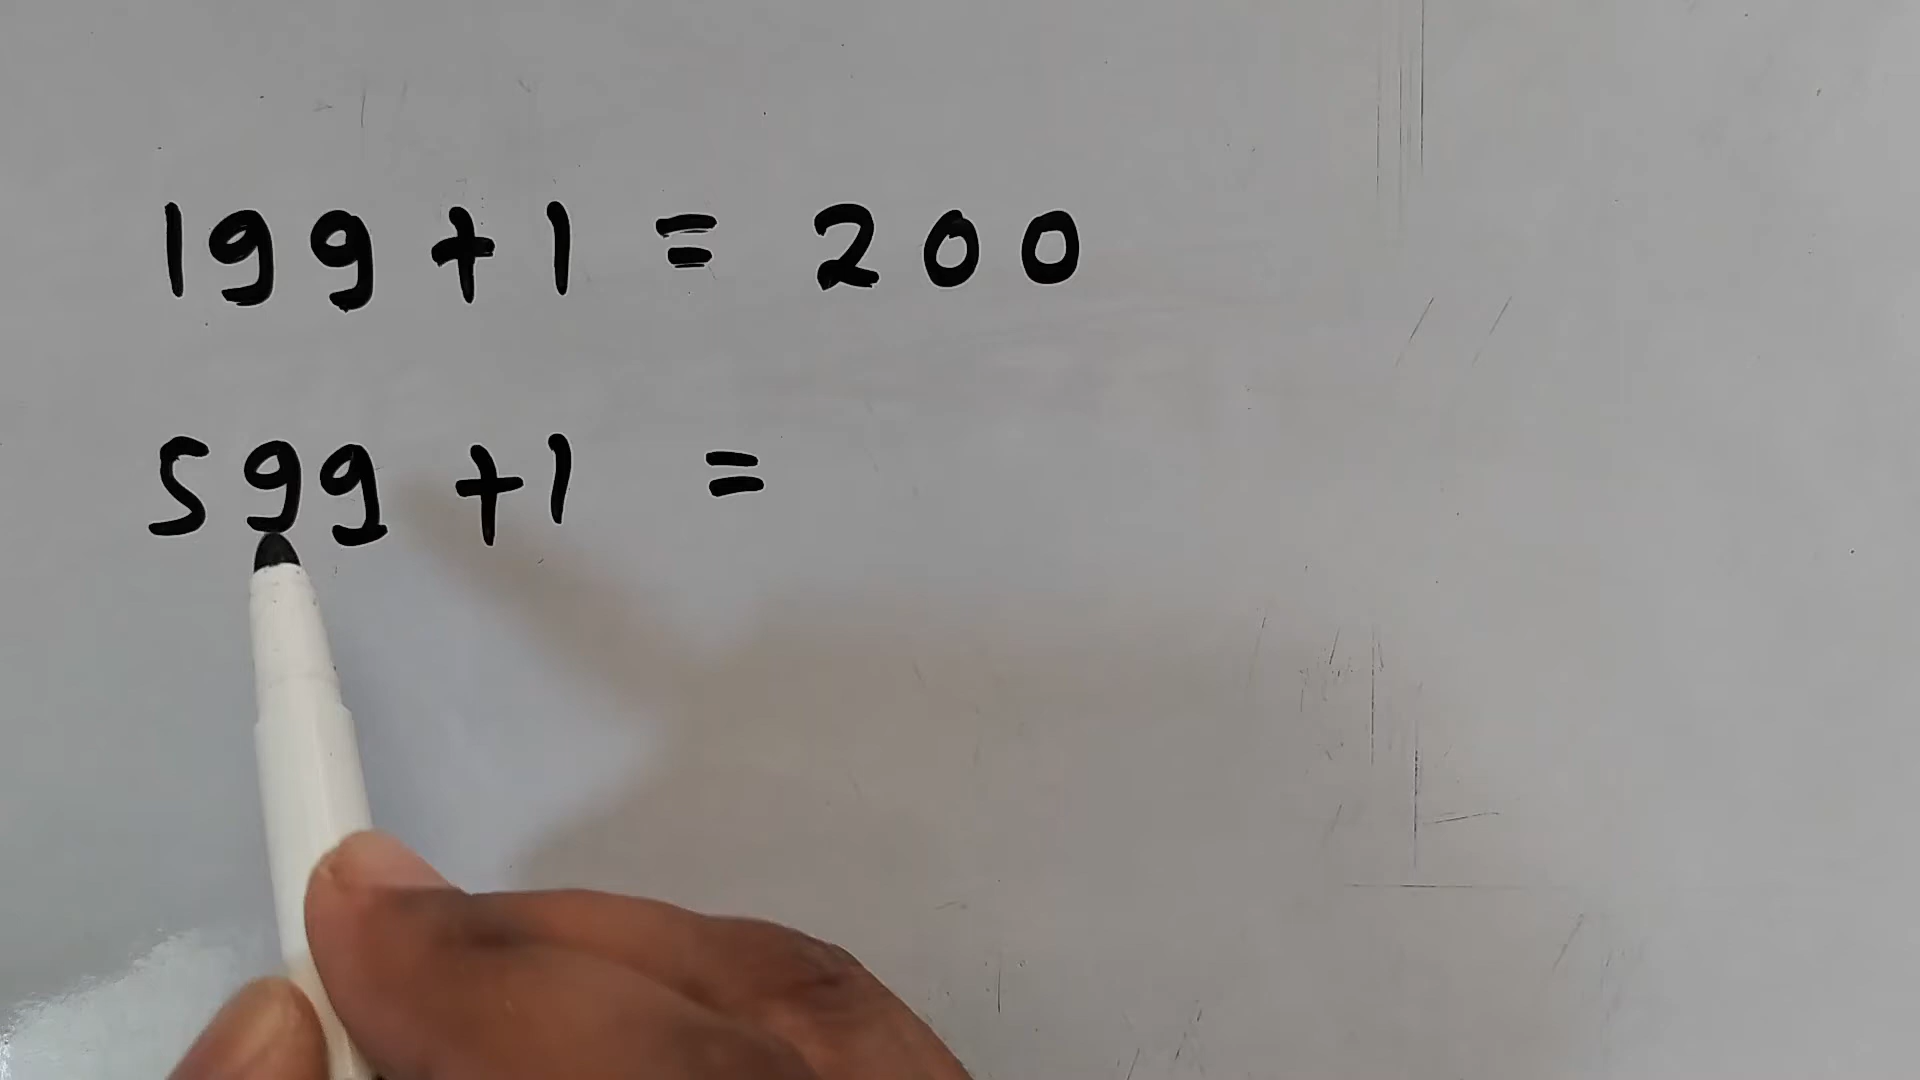 199 + 1 = 200
599 + 1 =